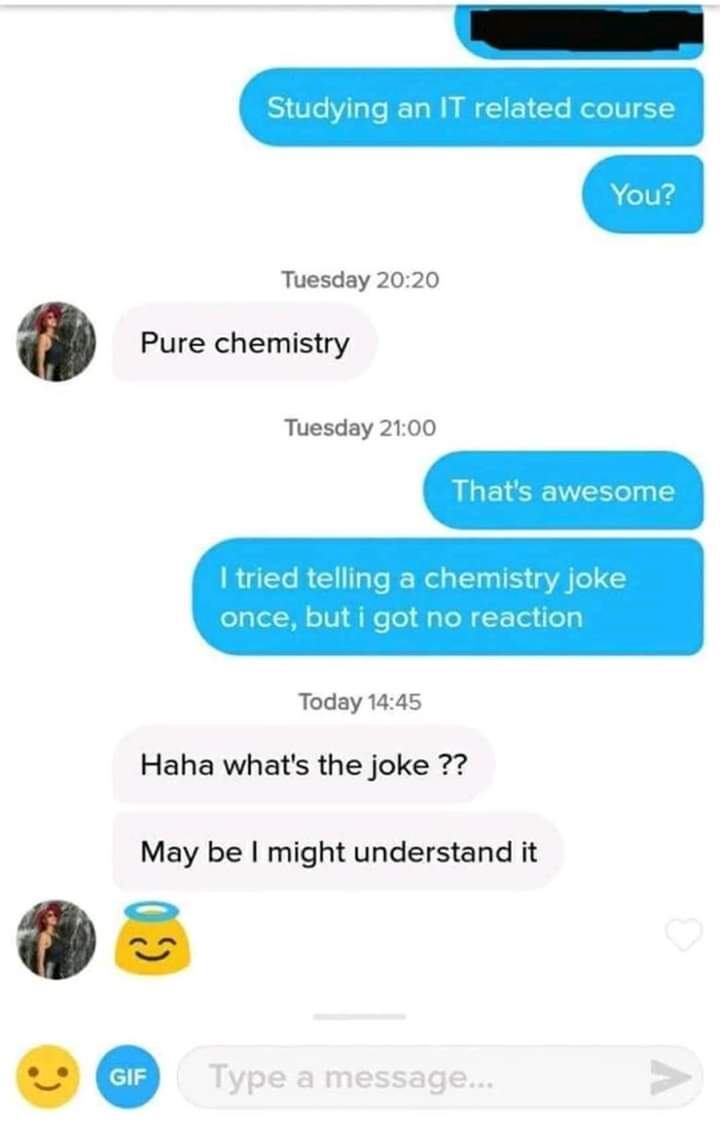 Studying an IT related course
You?
Tuesday 20:20
Pure chemistry
Tuesday 21:00
That's awesome
I tried telling a chemistry joke
once, but i got no reaction
Today 14:45
Haha what's the joke ??
May be I might understand it
GIF
Type a message...